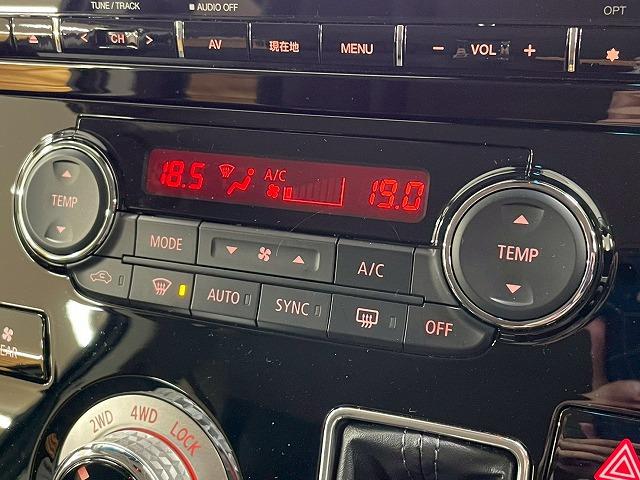 TUNE / TRACK
AUDIO OFF
OPT
CH
AV
現在地
MENU
VOL
18.5
A/C
19.0
TEMP
TEMP
MODE
A/C
AUTO
SYNC
OFF
2WD 4WD LOCK